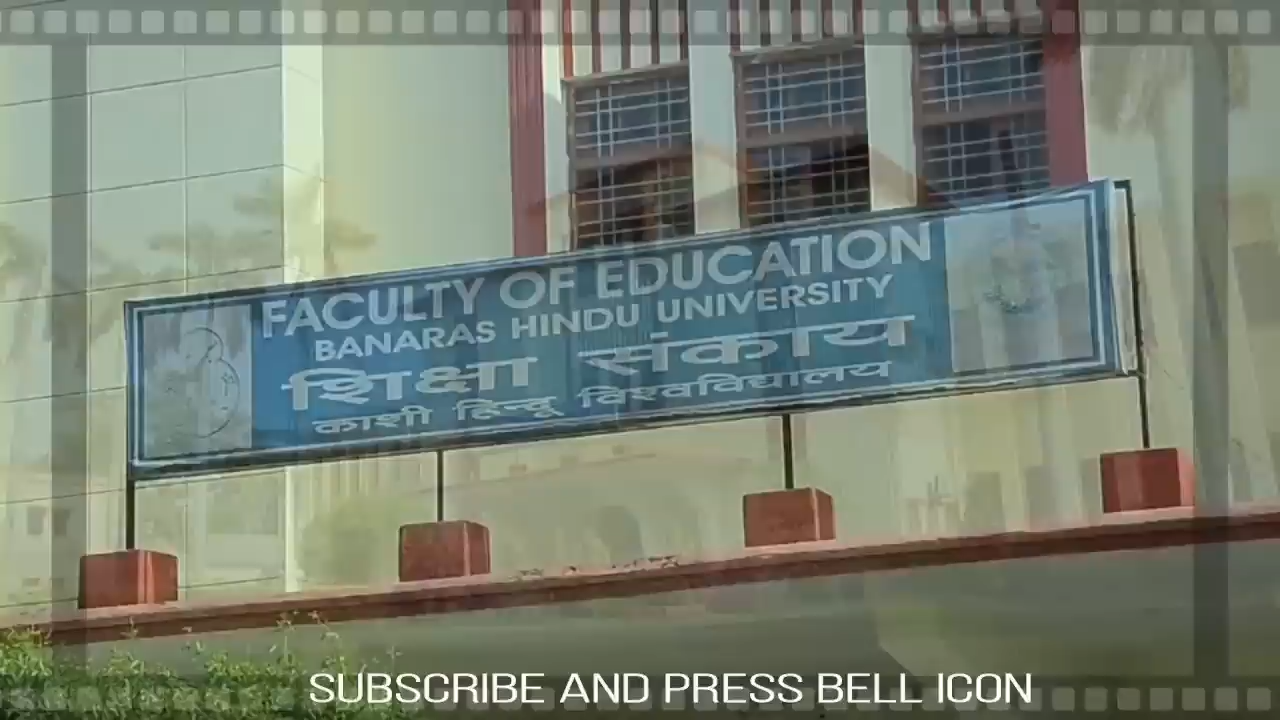 FACULTY OF EDUCATION
BANARAS HINDU UNIVERSITY
शिक्षा संकाय
काशी हिन्दू विश्वविद्यालय
SUBSCRIBE AND PRESS BELL ICON